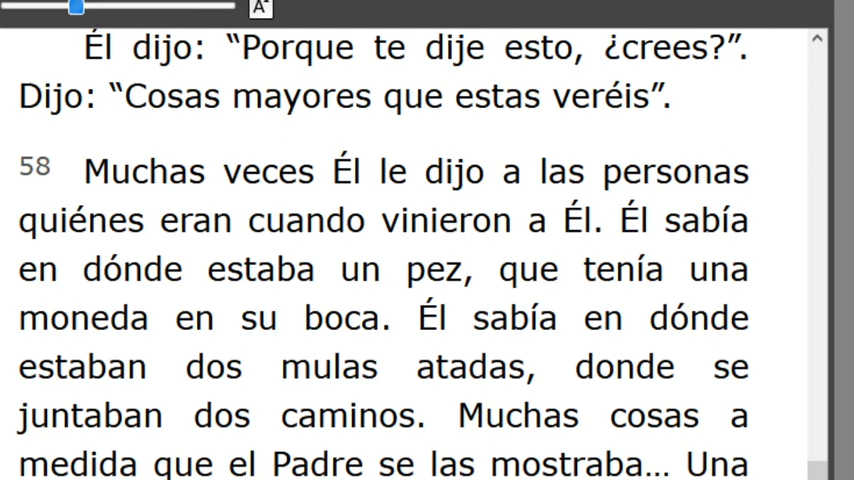 A
Él dijo: “Porque te dije esto, ¿crees?”.
Dijo: “Cosas mayores que estas veréis”.
58 Muchas veces Él le dijo a las personas
quiénes eran cuando vinieron a Él. Él sabía
en dónde estaba un pez, que tenía una
moneda en su boca. Él sabía en dónde
estaban dos mulas atadas, donde se
juntaban dos caminos. Muchas cosas a
medida que el Padre se las mostraba... Una